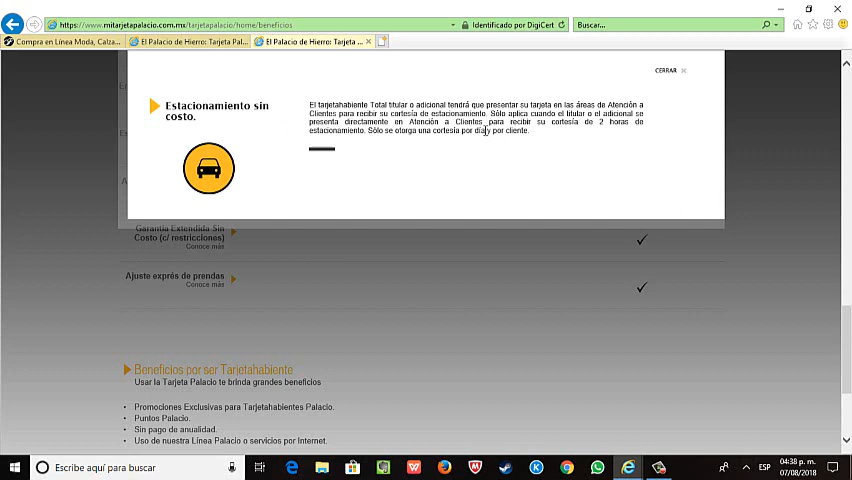 https://www.mitarjetapalacio.com.mx/tarjetapalacio/home/beneficios
Identificado por DigiCert
Buscar...
Compra en Línea Moda, Calza...
El Palacio de Hierro: Tarjeta Pal...
El Palacio de Hierro: Tarjeta ...
CERRAR
Estacionamiento sin
costo.
El tarjetahabiente Total titular o adicional tendrá que presentar su tarjeta en las áreas de Atención a
Clientes para recibir su cortesía de estacionamiento. Sólo aplica cuando el titular o el adicional se
presenta directamente en Atención a Clientes para recibir su cortesía de 2 horas de
estacionamiento. Sólo se otorga una cortesía por día y por cliente.
Garantía Extendida Sin
Costo (c/ restricciones)
Conoce más
Ajuste exprés de prendas
Conoce más
Beneficios por ser Tarjetahabiente
Usar la Tarjeta Palacio te brinda grandes beneficios
• Promociones Exclusivas para Tarjetahabientes Palacio.
• Puntos Palacio.
• Sin pago de anualidad.
• Uso de nuestra Línea Palacio o servicios por Internet.
Escribe aquí para buscar
ESP
04:38 p. m.
07/08/2018